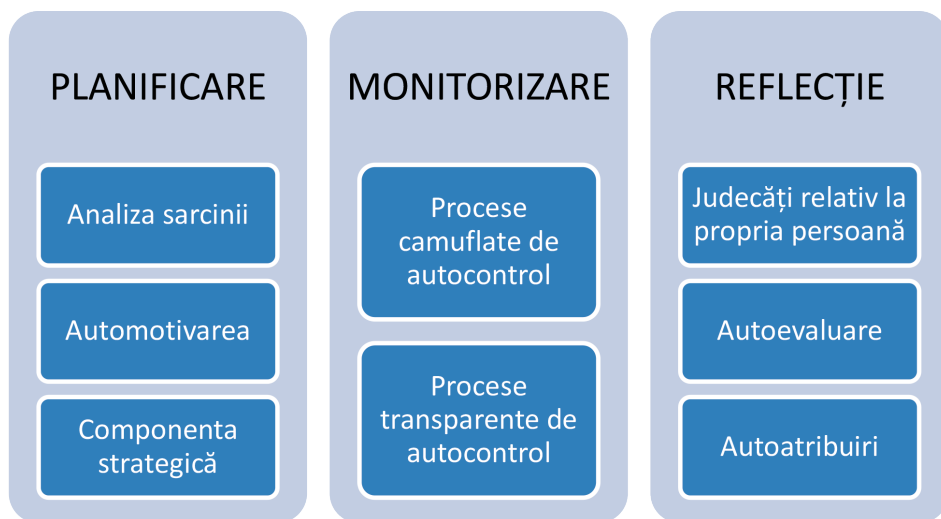 PLANIFICARE
Analiza sarcinii
Automotivarea
Componenta
strategică
MONITORIZARE
Procese
camuflate de
autocontrol
Procese
transparente de
autocontrol
REFLECȚIE
Judecăți relativ la
propria persoană
Autoevaluare
Autoatribuiri